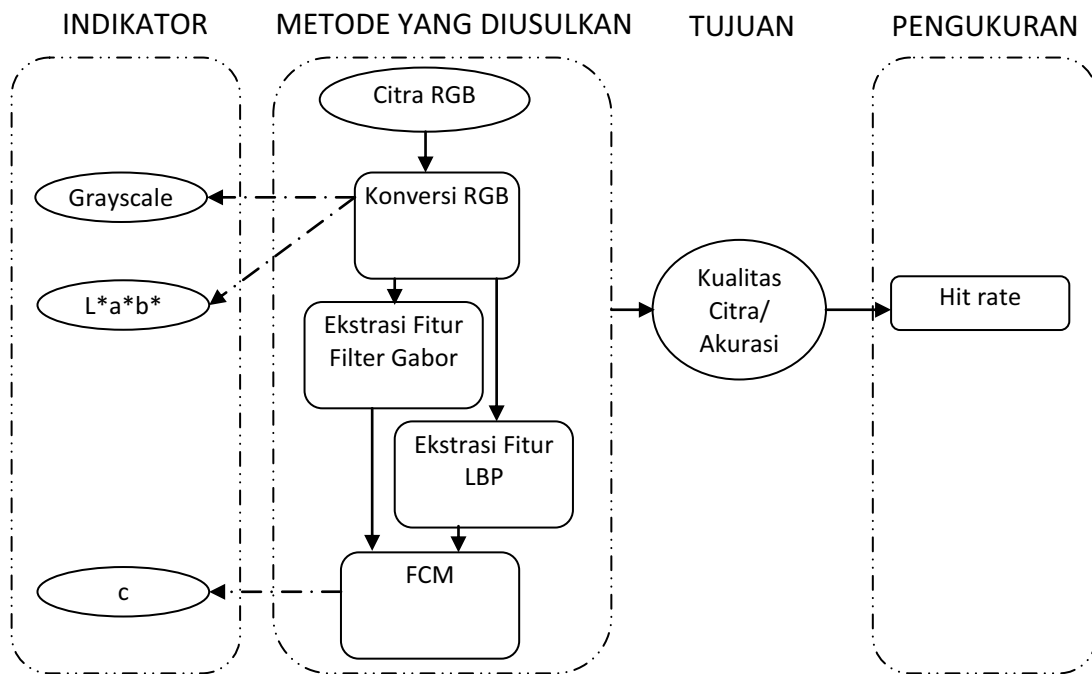 INDIKATOR
METODE YANG DIUSULKAN
TUJUAN
PENGUKURAN
Citra RGB
Konversi RGB
Grayscale
L*a*b*
Ekstrasi Fitur
Filter Gabor
Ekstrasi Fitur
LBP
FCM
c
Kualitas
Citra/
Akurasi
Hit rate